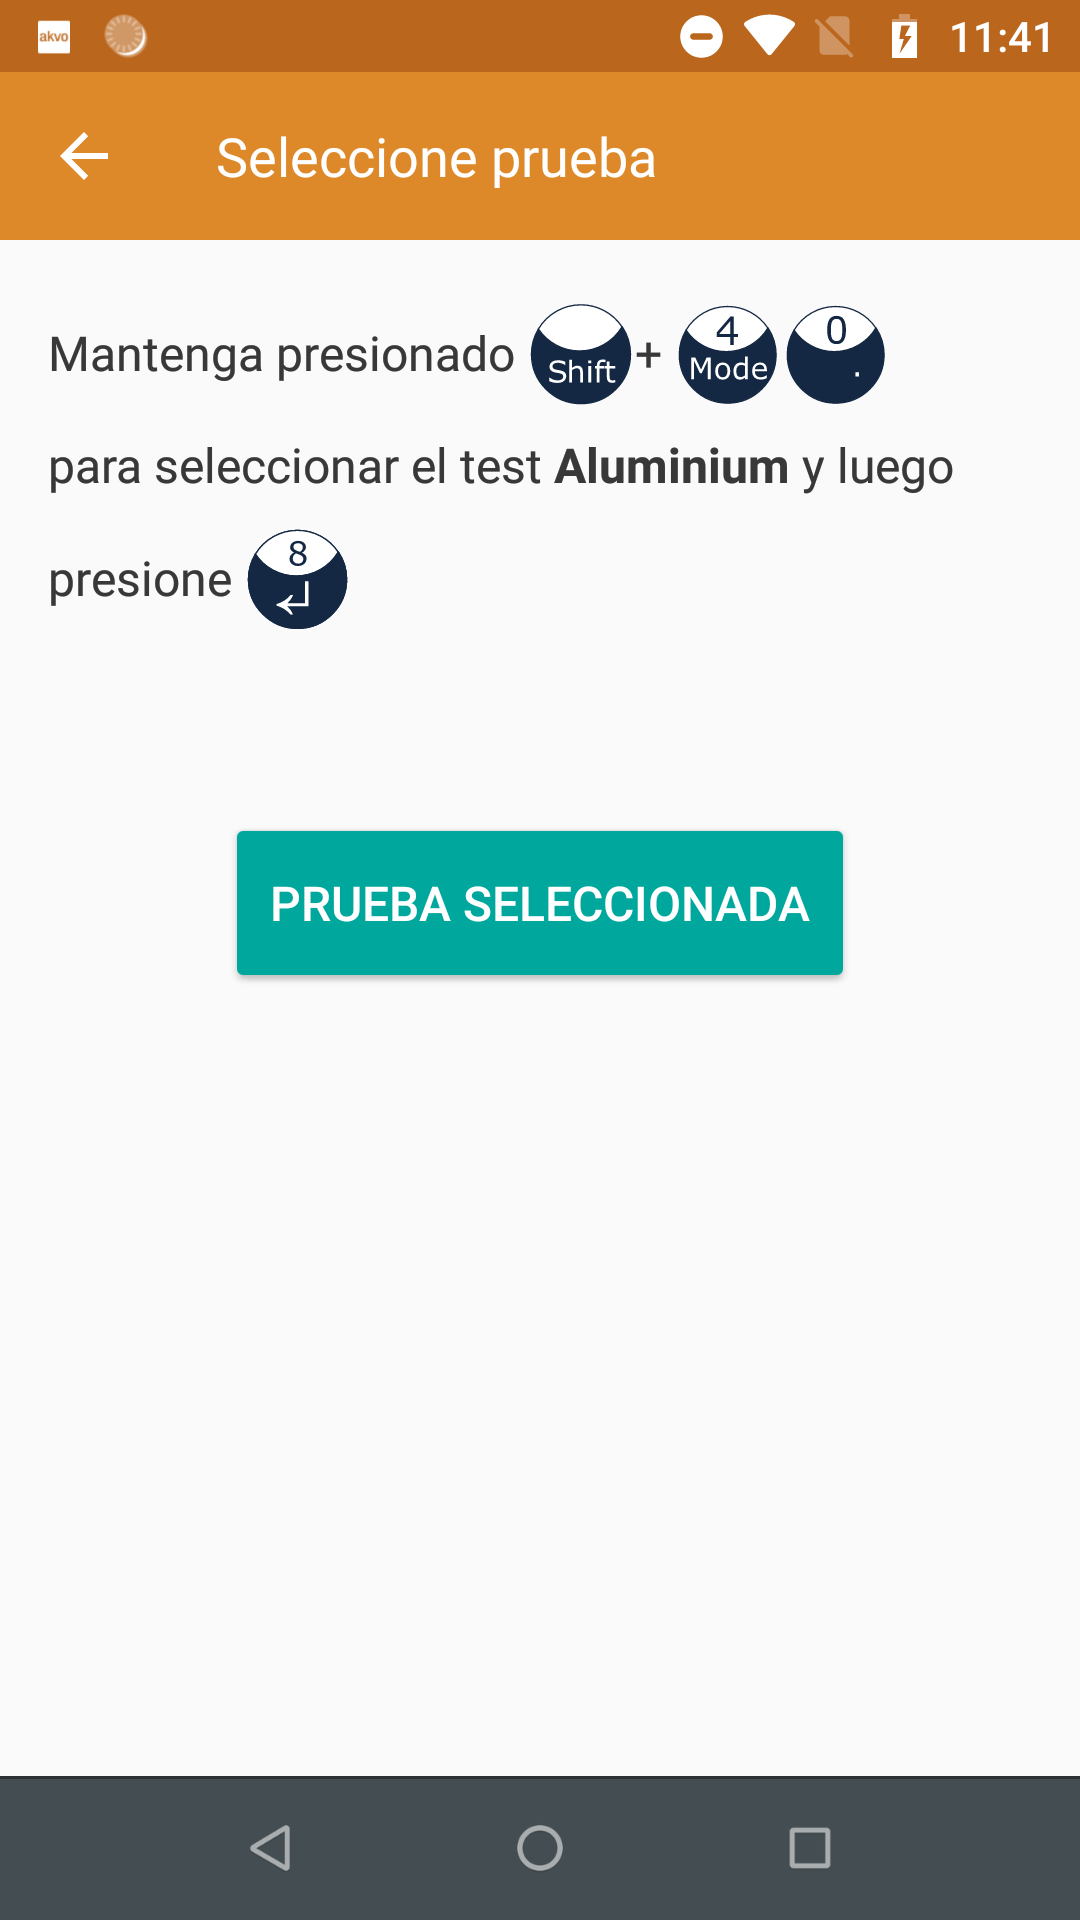 akvo 11:41
Seleccione prueba
Mantenga presionado Shift + 4 Mode 0 .
para seleccionar el test Aluminium y luego
presione 8
PRUEBA SELECCIONADA